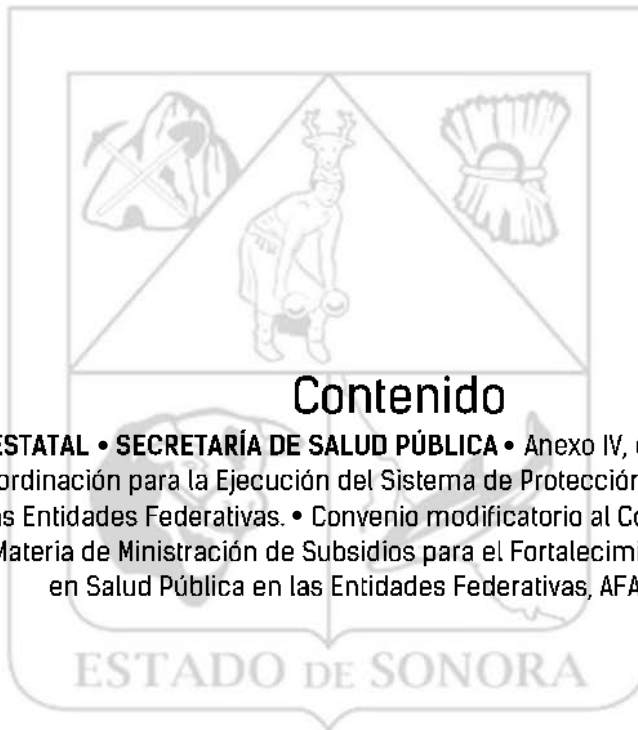 Contenido
ESTATAL • SECRETARÍA DE SALUD PÚBLICA • Anexo IV,
ordinación para la Ejecución del Sistema de Protección
s Entidades Federativas. • Convenio modificatorio al Co
Materia de Ministración de Subsidios para el Fortalecimi
en Salud Pública en las Entidades Federativas, AFA
ESTADO DE SONORA